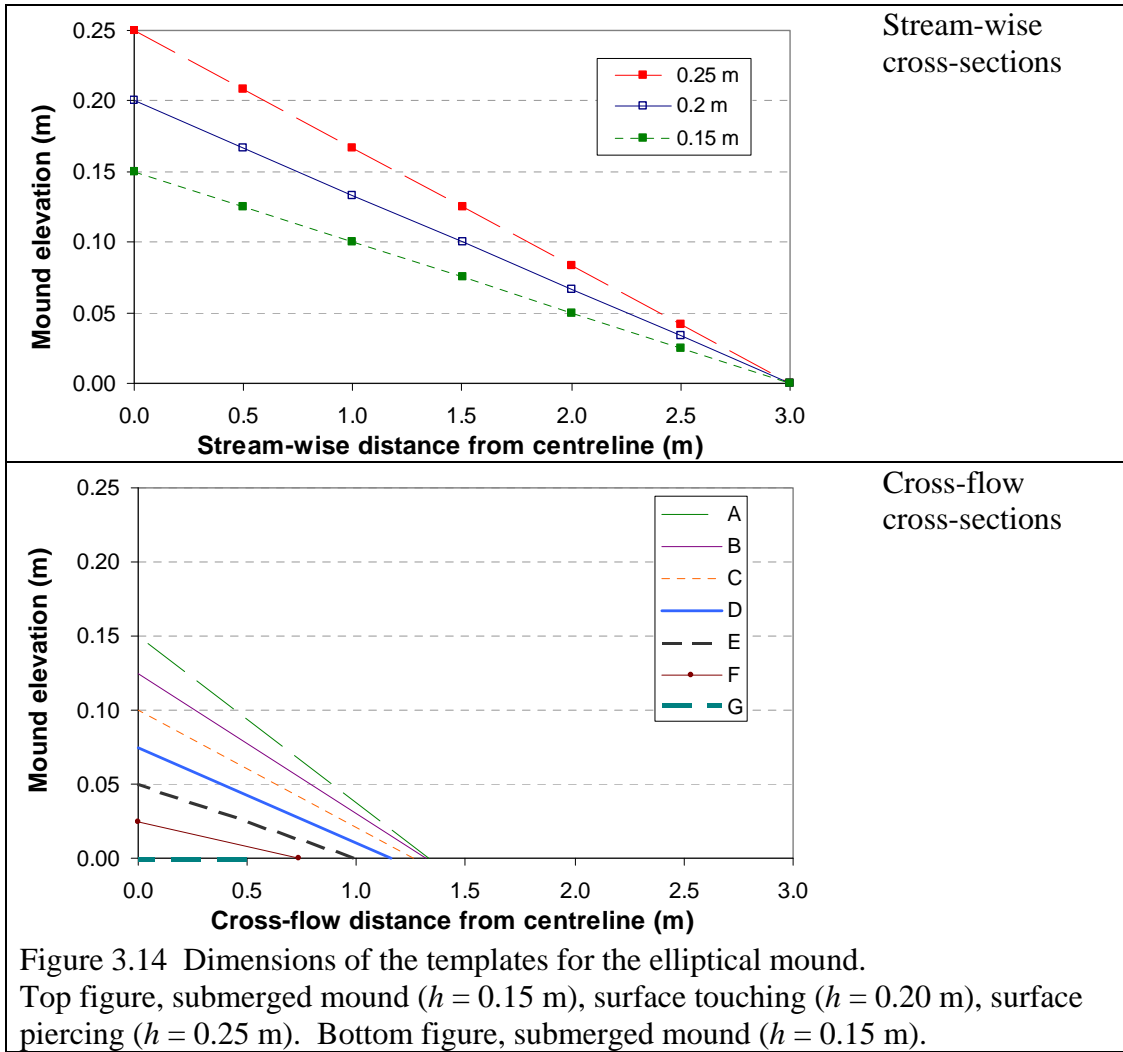 Stream-wise
cross-sections
0.25
0.20
0.15
0.10
0.05
0.00
Mound elevation (m)
0.25 m
0.2 m
0.15 m
0.0 0.5 1.0 1.5 2.0 2.5 3.0
Stream-wise distance from centreline (m)
Cross-flow
cross-sections
0.25
0.20
0.15
0.10
0.05
0.00
Mound elevation (m)
A
B
C
D
E
F
G
0.0 0.5 1.0 1.5 2.0 2.5 3.0
Cross-flow distance from centreline (m)
Figure 3.14 Dimensions of the templates for the elliptical mound.
Top figure, submerged mound (h = 0.15 m), surface touching (h = 0.20 m), surface
piercing (h = 0.25 m). Bottom figure, submerged mound (h = 0.15 m).